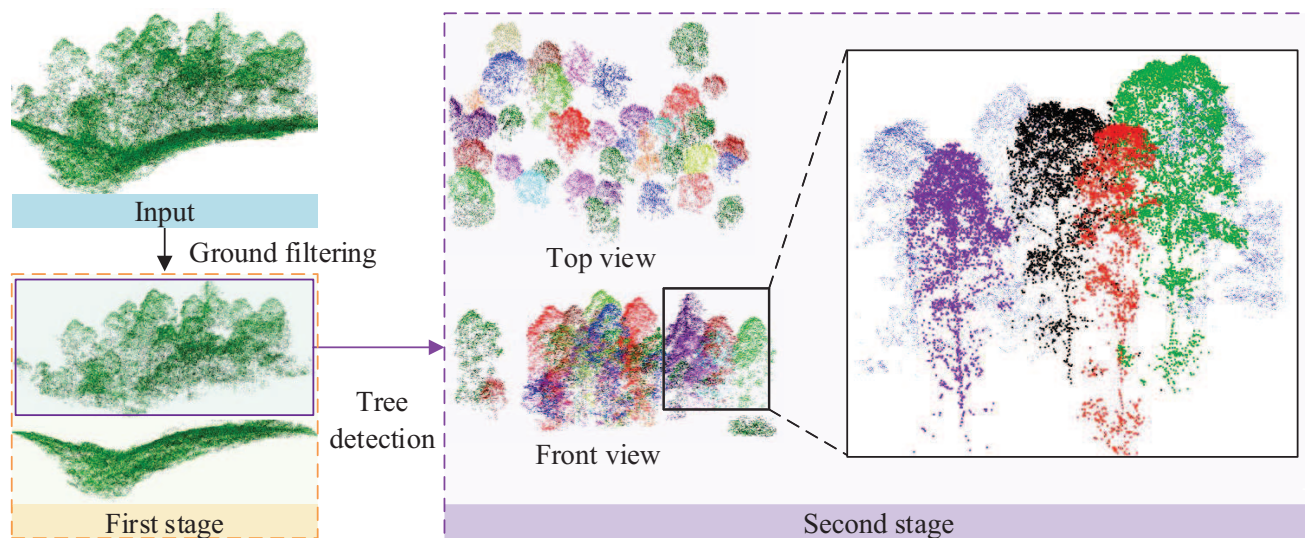 Input
Ground filtering
First stage
Tree
detection
Top view
Front view
Second stage